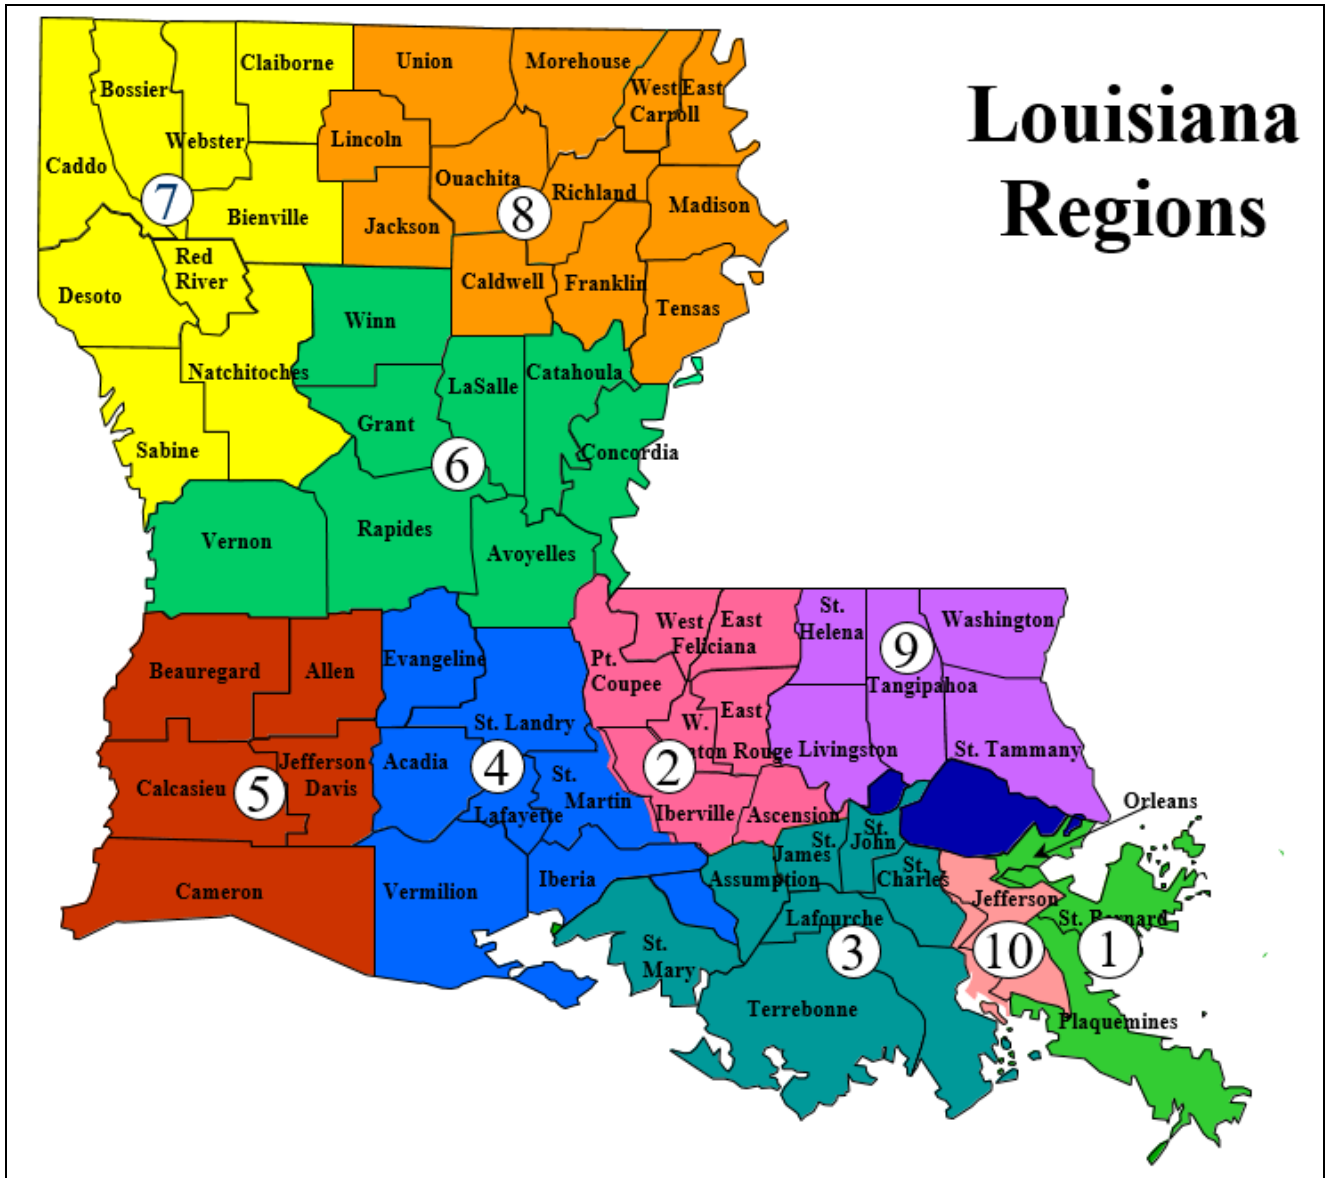 Louisiana
Regions
Claiborne
Union
Morehouse
Bossier
West East
Carroll
Webster
Lincoln
Caddo
Ouachita
Richland
7
8
Madison
Bienville
Jackson
Red
River
Caldwell
Franklin
Desoto
Tensas
Winn
Natchitoches
LaSalle
Catahoula
Grant
Sabine
6
Concordia
Vernon
Rapides
Avoyelles
St.
Helena
West
East
Feliciana
Washington
9
Evangeline
Pt.
Coupee
Beauregard
Allen
Tangipahoa
W.
East
ton Rouge
St. Landry
Livingston
St. Tammany
Acadia
4
2
Jefferson
Davis
Calcasieu
5
St.
Martin
Lafayette
Iberville
Ascension
Orleans
St.
James
St.
John
St.
Charles
Cameron
Vermilion
Iberia
Assumption
Jefferson
Lafourche
St. Bernard
St.
Mary
3
10
1
Terrebonne
Plaquemines